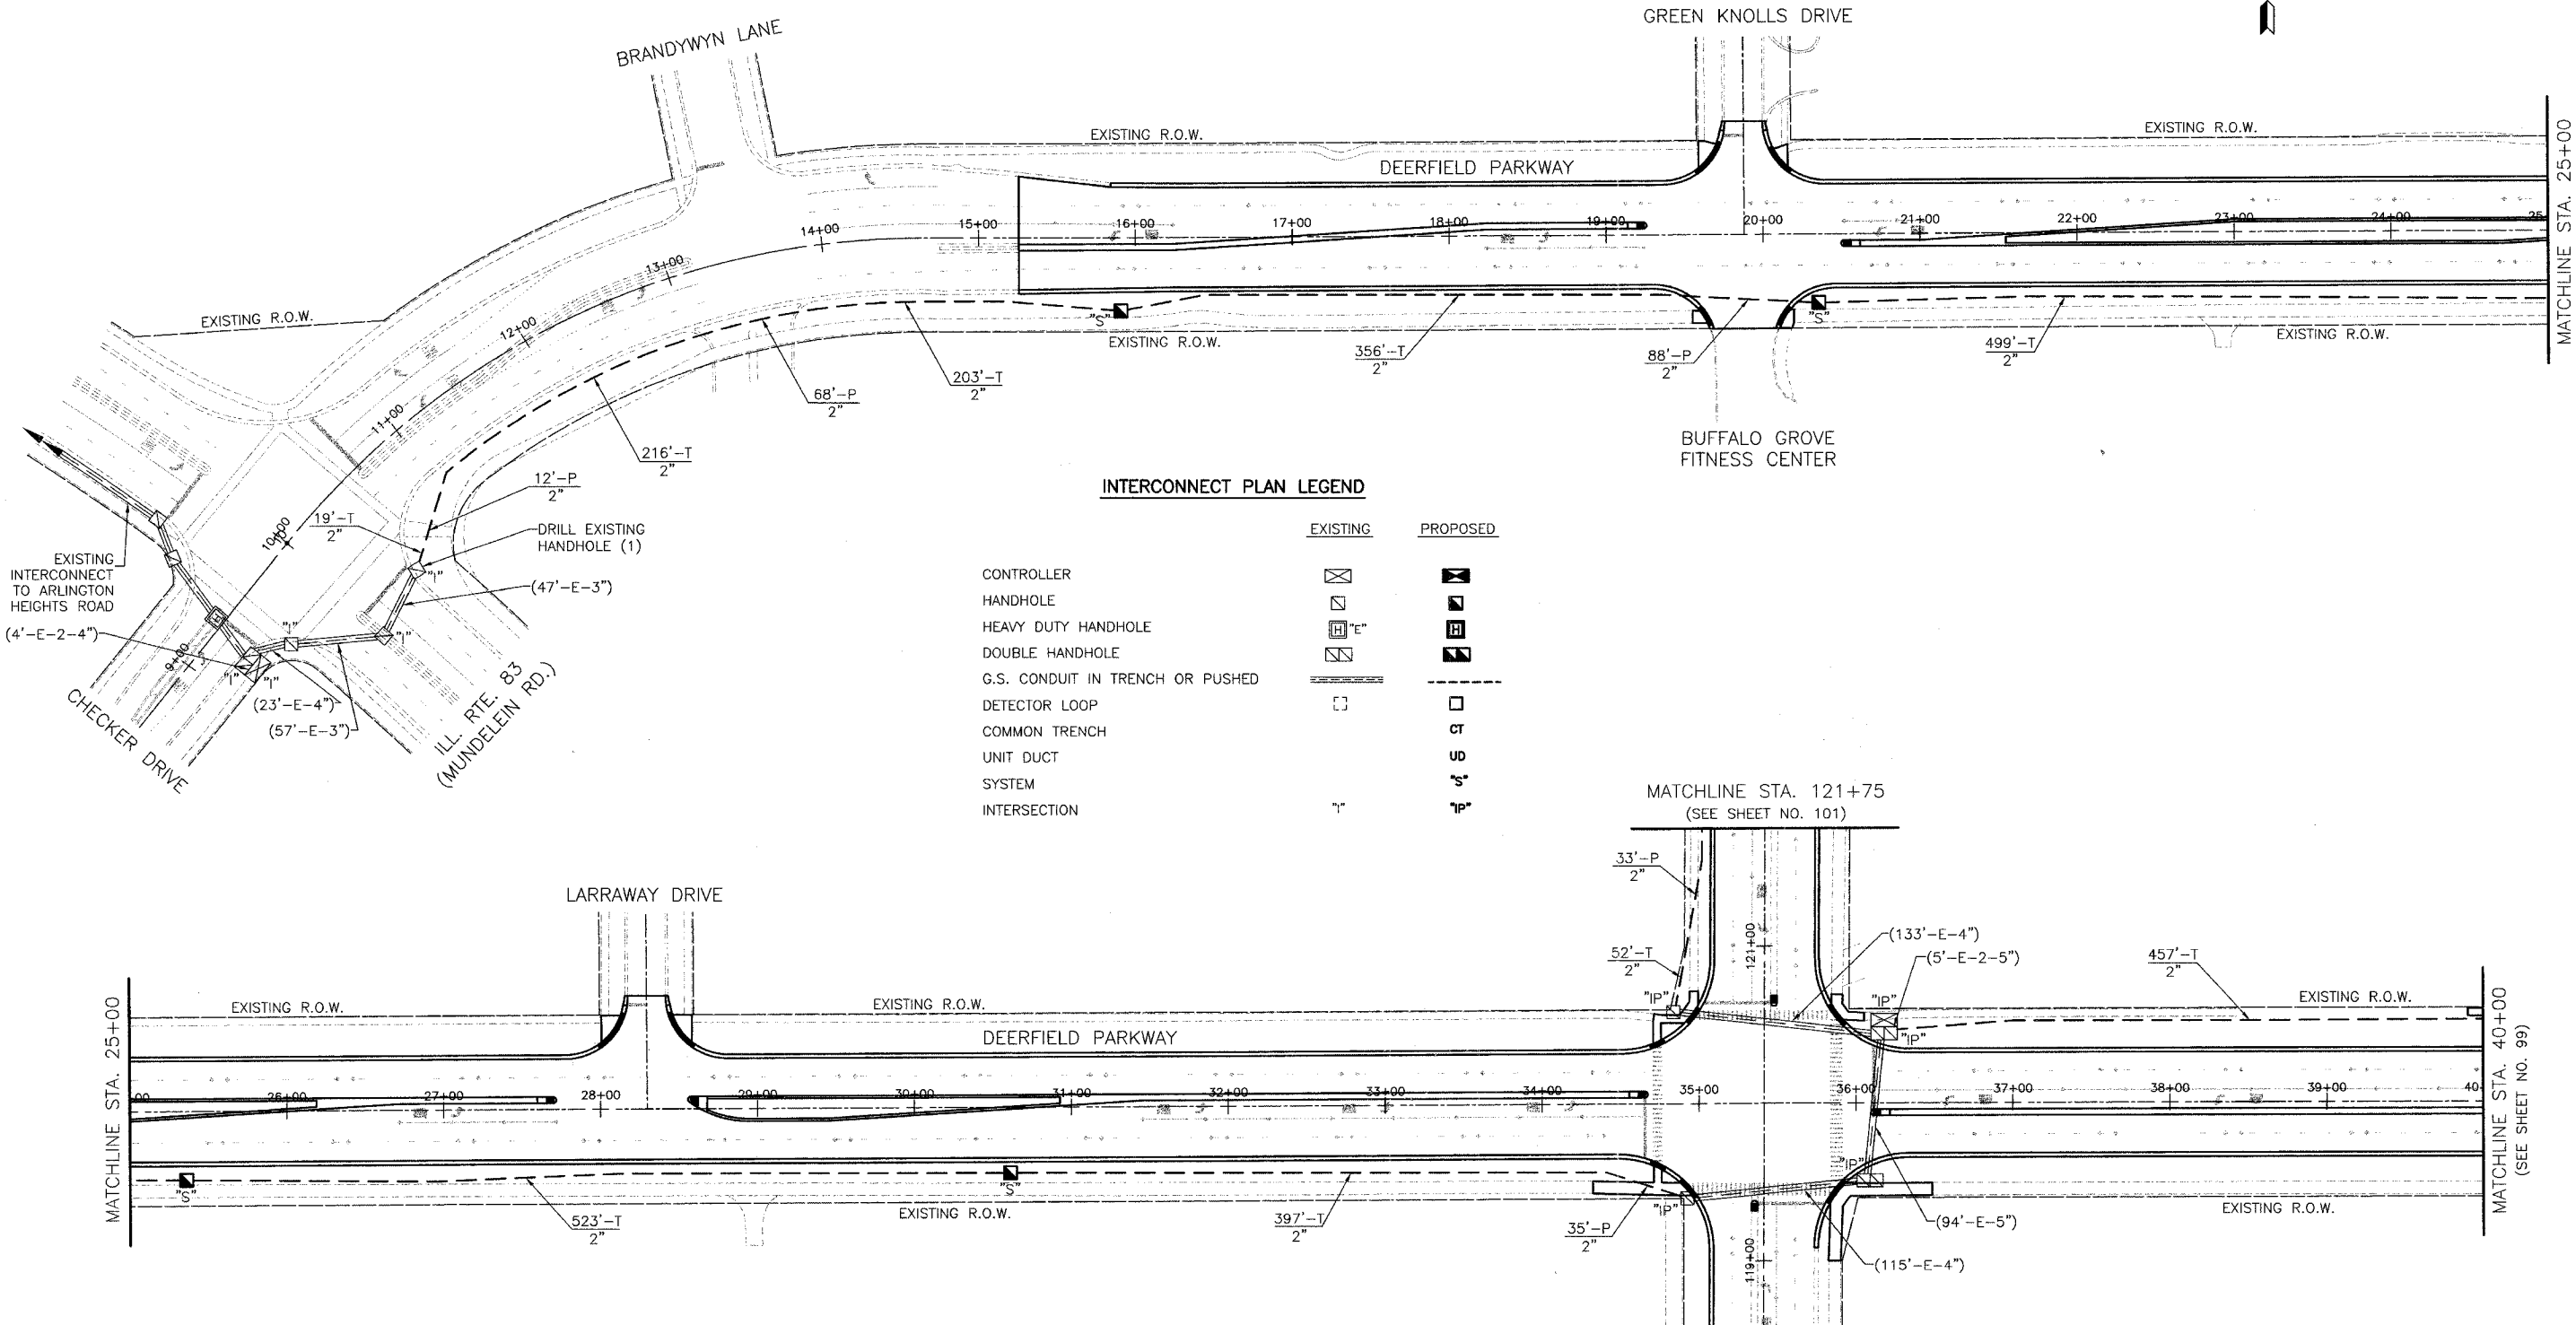 GREEN KNOLLS DRIVE
BRANDYWYN LANE
EXISTING R.O.W.
EXISTING R.O.W.
DEERFIELD PARKWAY
MATCHLINE STA. 25+00
14+00
15+00
16+00
17+00
18+00
19+00
20+00
21+00
22+00
23+00
24+00
25
13+00
12+00
11+00
10+00
10
9+00
EXISTING R.O.W.
"S"
"S"
EXISTING R.O.W.
EXISTING R.O.W.
356'-T
2"
88'-P
2"
499'-T
2"
203'-T
2"
68'-P
2"
216'-T
2"
12'-P
2"
19'-T
2"
BUFFALO GROVE
FITNESS CENTER
DRILL EXISTING
HANDHOLE (1)
EXISTING
INTERCONNECT
TO ARLINGTON
HEIGHTS ROAD
"I"
(47'-E-3")
(4'-E-2-4")
H
"I"
"I"
"I"
"I"
(23'-E-4")
(57'-E-3")
CHECKER DRIVE
ILL. RTE. 83
(MUNDELEIN RD.)
INTERCONNECT PLAN LEGEND
EXISTING PROPOSED
CONTROLLER
HANDHOLE
HEAVY DUTY HANDHOLE H "E" H
DOUBLE HANDHOLE
G.S. CONDUIT IN TRENCH OR PUSHED
DETECTOR LOOP
COMMON TRENCH CT
UNIT DUCT UD
SYSTEM "S"
INTERSECTION "I" "IP"
MATCHLINE STA. 121+75
(SEE SHEET NO. 101)
33'-P
2"
52'-T
2"
121+00
(133'-E-4")
(5'-E-2-5")
457'-T
2"
LARRAWAY DRIVE
MATCHLINE STA. 25+00
EXISTING R.O.W.
EXISTING R.O.W.
DEERFIELD PARKWAY
"IP"
"IP"
"IP"
EXISTING R.O.W.
MATCHLINE STA. 40+00
(SEE SHEET NO. 99)
00
26+00
27+00
28+00
29+00
30+00
31+00
32+00
33+00
34+00
35+00
36+00
37+00
38+00
39+00
40
"S"
"S"
"IP"
"IP"
523'-T
2"
EXISTING R.O.W.
397'-T
2"
35'-P
2"
119+00
(94'-E-5")
(115'-E-4")
EXISTING R.O.W.